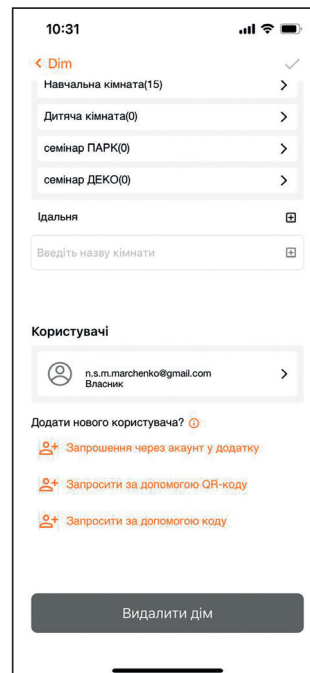 10:31
Dim
Навчальна кімната(15)
Дитяча кімната(0)
семінар ПАРК(0)
семінар ДЕКО(0)
Ідальня
Введіть назву кімнати
Користувачі
n.s.m.marchenko@gmail.com
Власник
Додати нового користувача?
Запрошення через акаунт у додатку
Запросити за допомогою QR-коду
Запросити за допомогою коду
Видалити дім